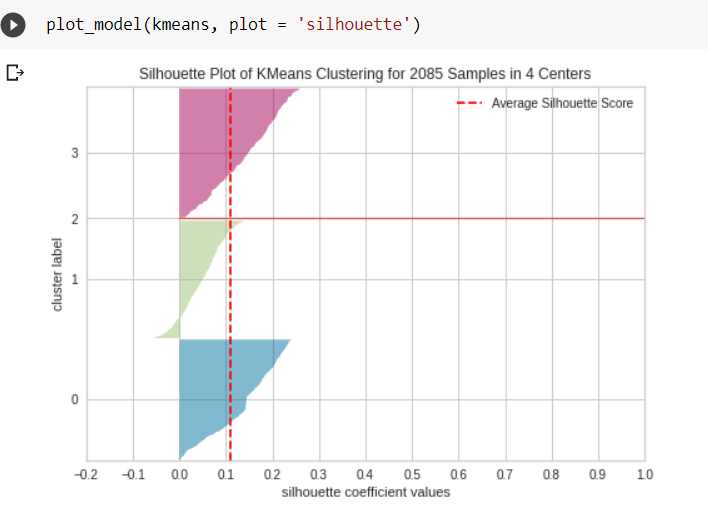 plot_model(kmeans, plot = 'silhouette')
Silhouette Plot of KMeans Clustering for 2085 Samples in 4 Centers
Average Silhouette Score
3
2
1
0
cluster label
−0.2 −0.1 0.0 0.1 0.2 0.3 0.4 0.5 0.6 0.7 0.8 0.9 1.0
silhouette coefficient values